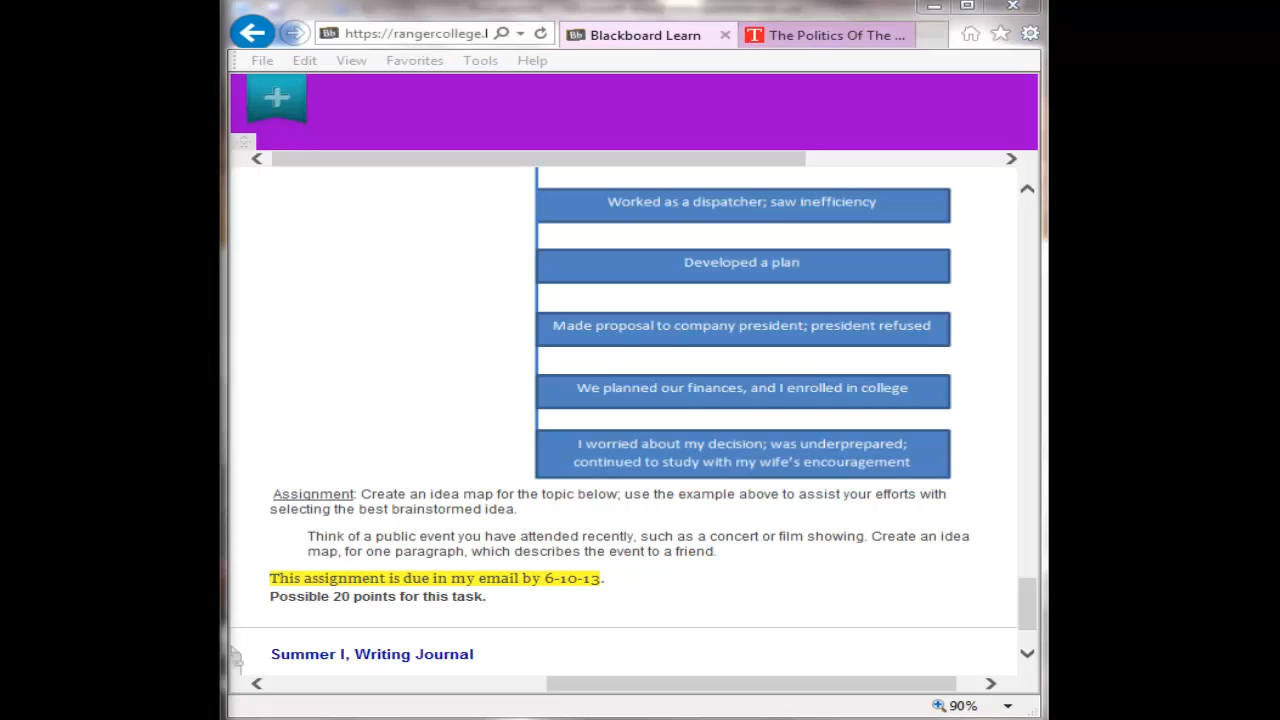 https://rangercollege.l
Blackboard Learn
The Politics Of The ...
File Edit View Favorites Tools Help
Worked as a dispatcher; saw inefficiency
Developed a plan
Made proposal to company president; president refused
We planned our finances, and I enrolled in college
I worried about my decision; was underprepared;
continued to study with my wife's encouragement
Assignment: Create an idea map for the topic below; use the example above to assist your efforts with
selecting the best brainstormed idea.
Think of a public event you have attended recently, such as a concert or film showing. Create an idea
map, for one paragraph, which describes the event to a friend.
This assignment is due in my email by 6-10-13.
Possible 20 points for this task.
Summer I, Writing Journal
90%